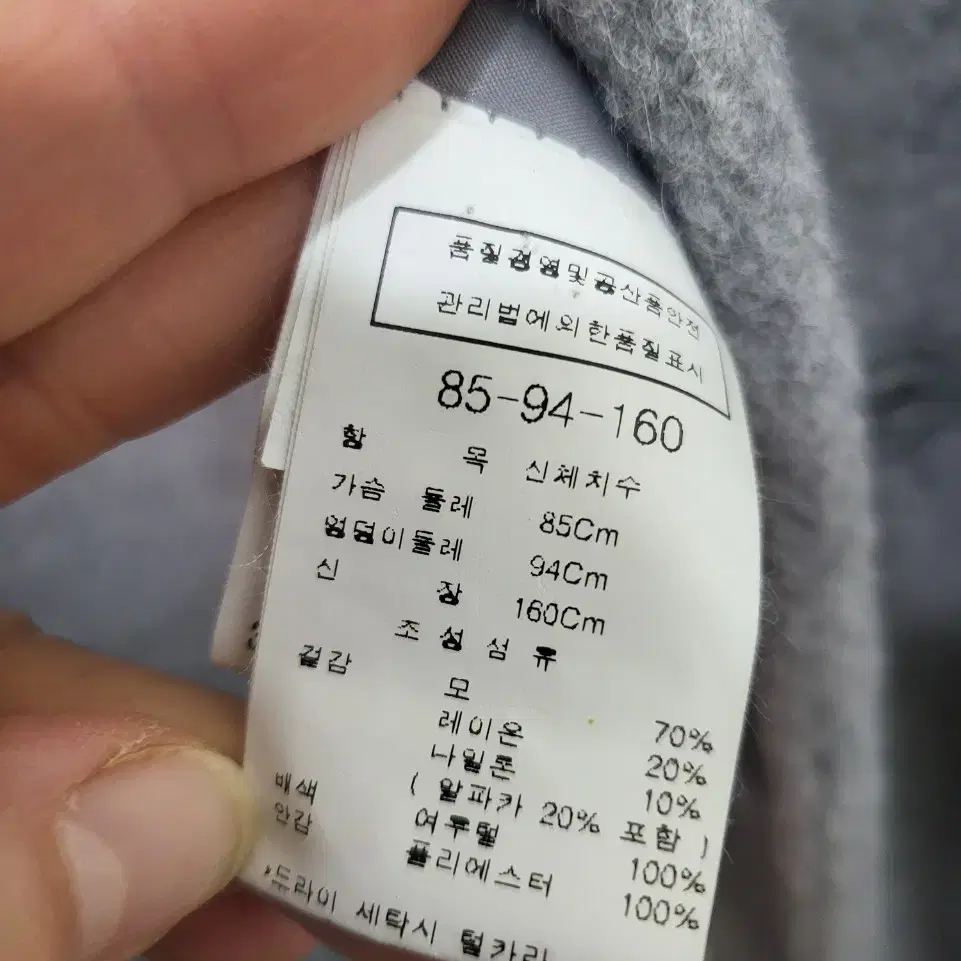 품질경영및공산품안전
관리법에의한품질표시
85-94-160
항 목 신체치수
가슴 둘레 85Cm
엉덩이둘레 94Cm
신 장 160Cm
조 성 섬 유
겉감
모 70%
레이온 20%
나일론 10%
( 알파카 20% 포함 )
배색 여우털 100%
안감 폴리에스터 100%
드라이 세탁시 털카라